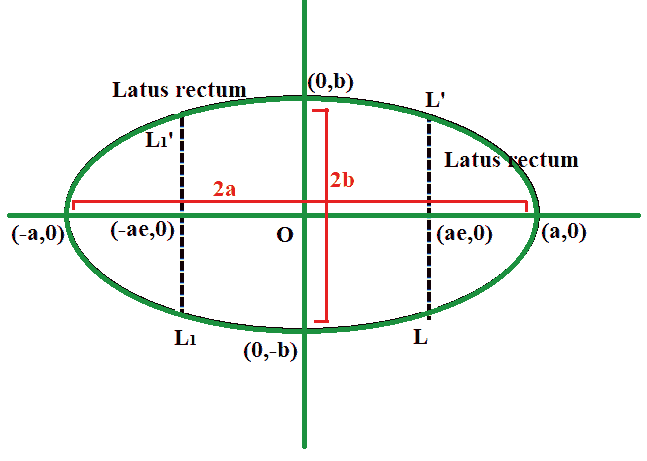 (0,b)
Latus rectum
L'
L₁'
Latus rectum
2a
2b
(-a,0)
(-ae,0)
O
(ae,0)
(a,0)
L₁
L
(0,-b)